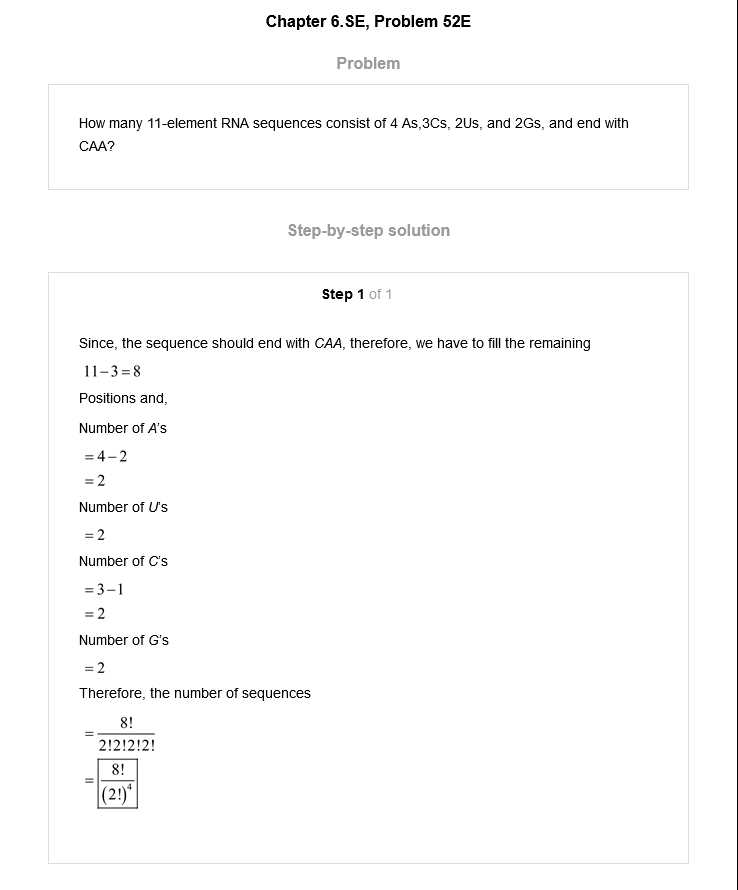 Chapter 6.SE, Problem 52E
Problem
How many 11-element RNA sequences consist of 4 As,3Cs, 2Us, and 2Gs, and end with
CAA?
Step-by-step solution
Step 1 of 1
Since, the sequence should end with CAA, therefore, we have to fill the remaining
11−3=8
Positions and,
Number of A's
=4−2
=2
Number of U's
=2
Number of C's
=3−1
=2
Number of G's
=2
Therefore, the number of sequences
= 8! / 2!2!2!2!
= 8! / (2!)^4